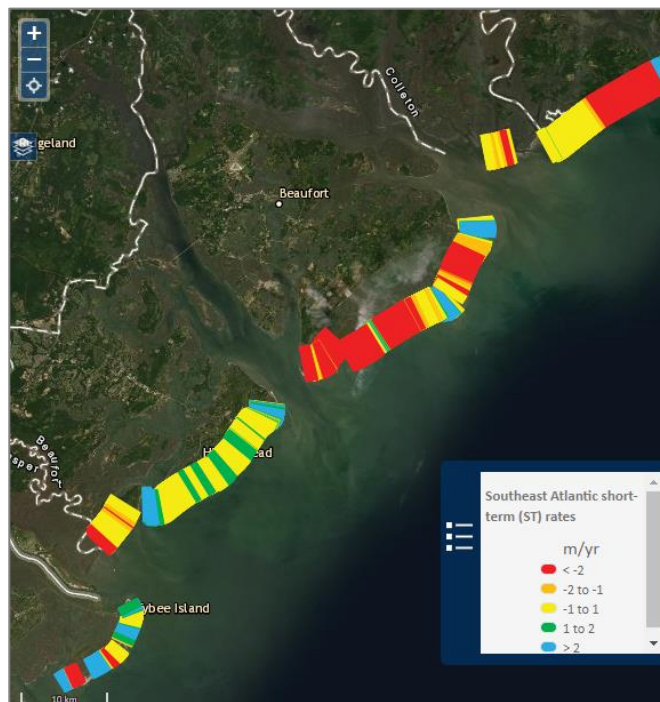 +
−
geland
Colleton
Beaufort
Beaufort
sper
H ead
ybee Island
10 km
Southeast Atlantic short-
term (ST) rates
m/yr
< -2
-2 to -1
-1 to 1
1 to 2
> 2